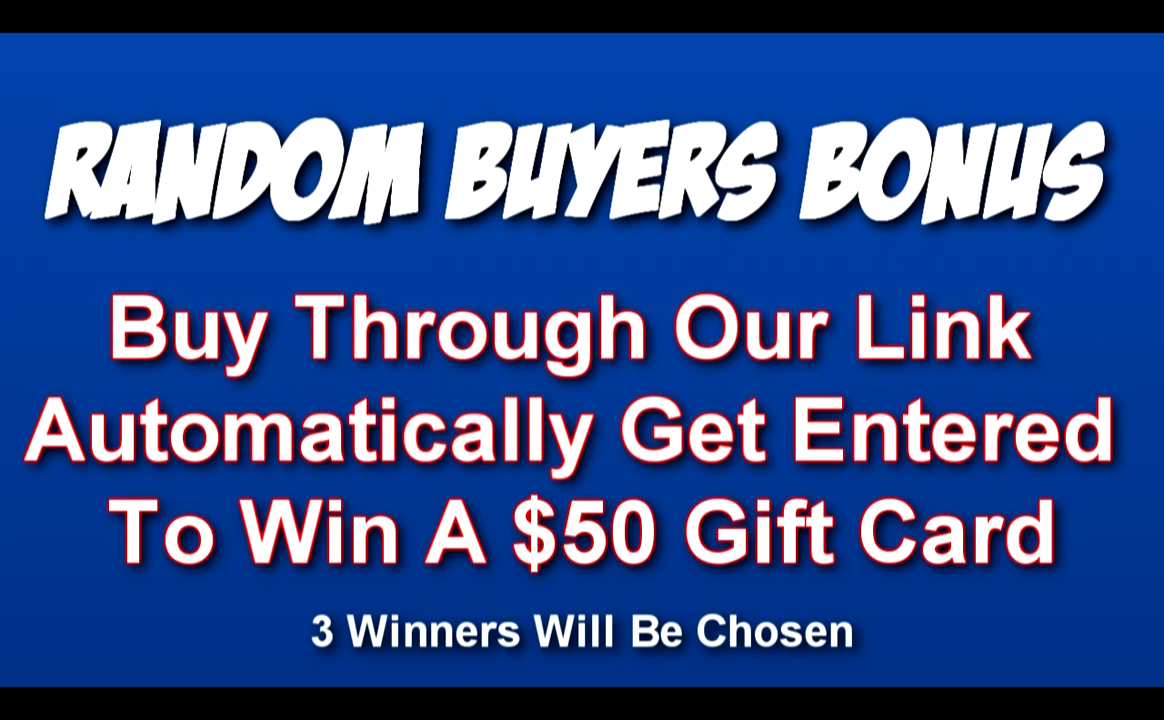 RANDOM BUYERS BONUS
Buy Through Our Link
Automatically Get Entered
To Win A $50 Gift Card
3 Winners Will Be Chosen